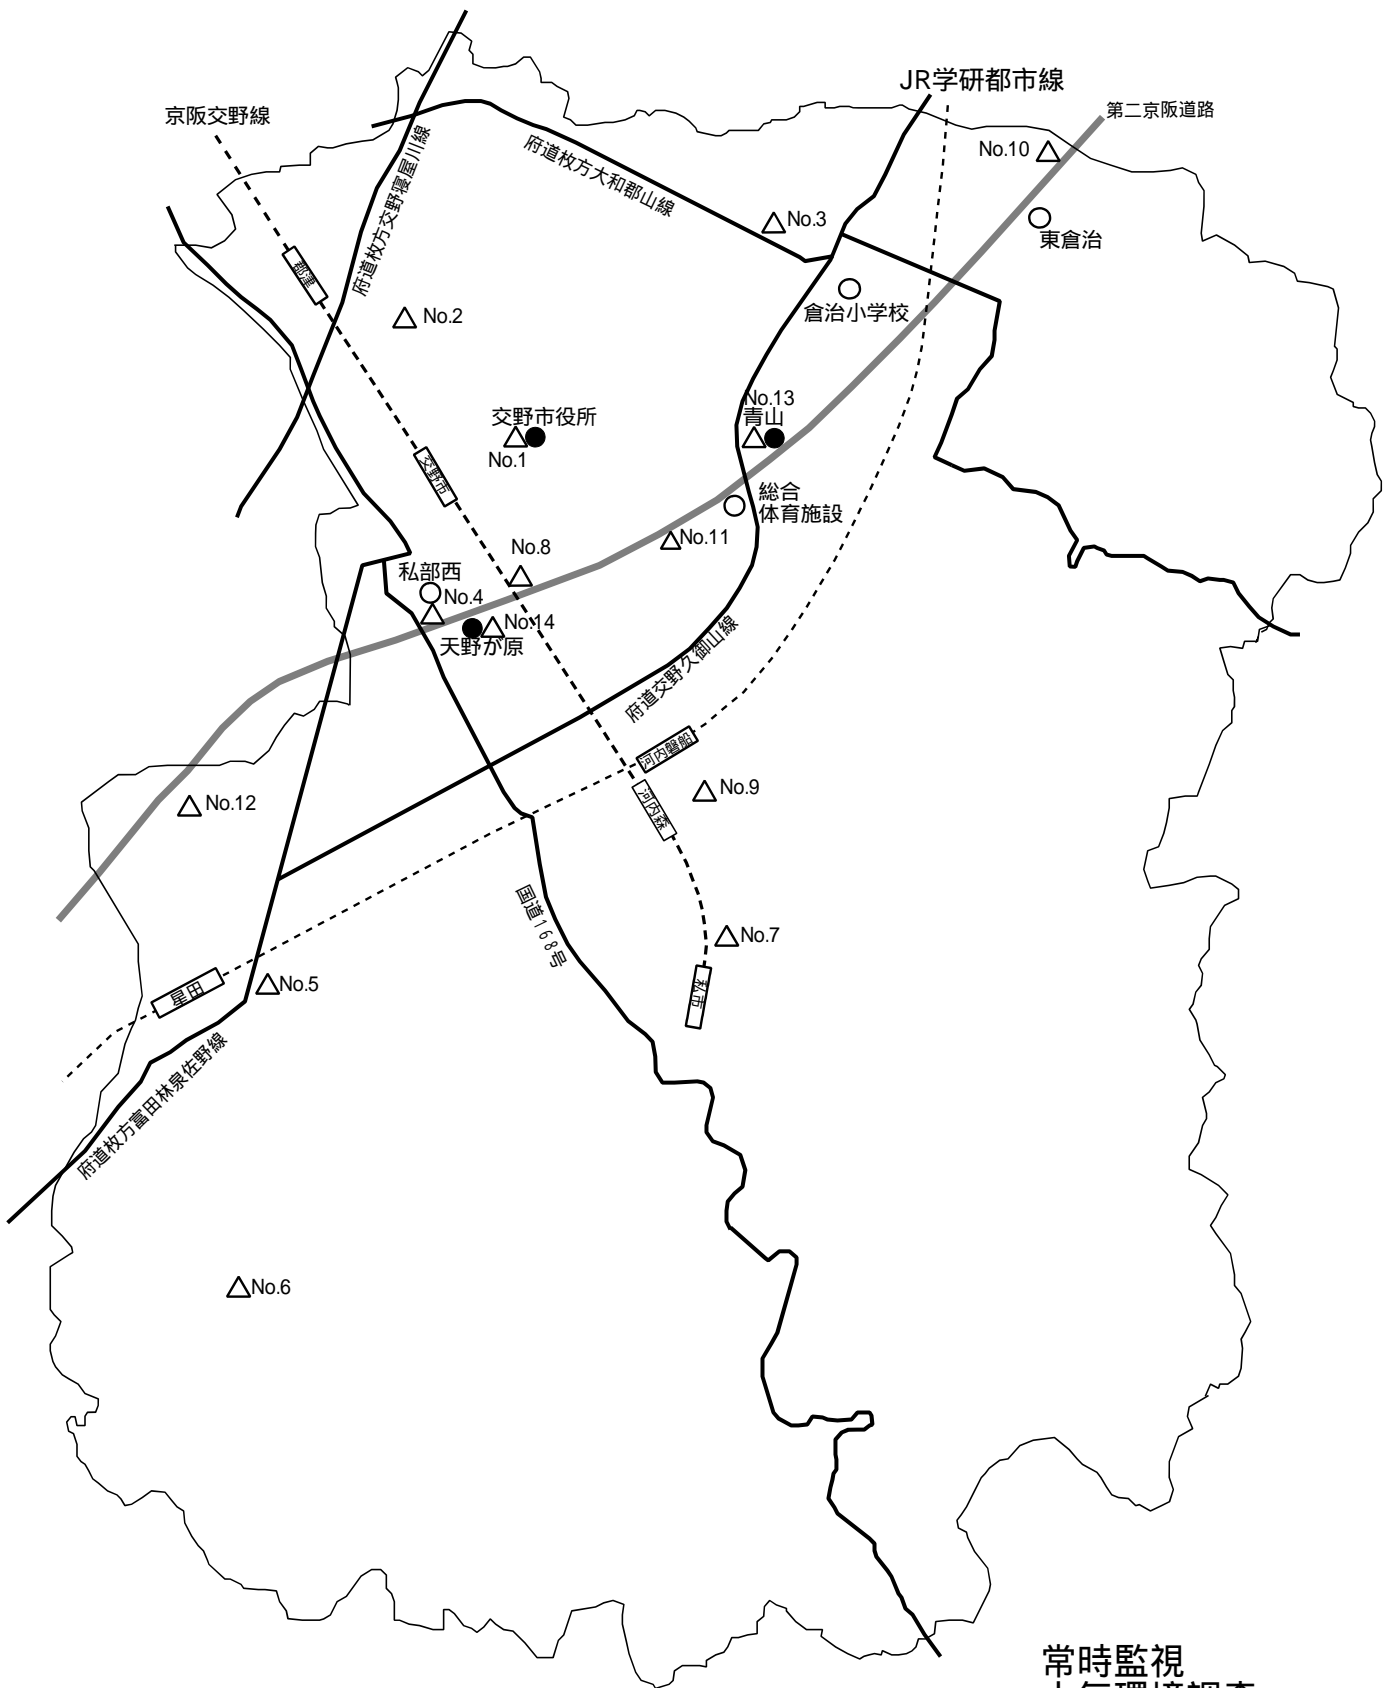 JR学研都市線
京阪交野線
第二京阪道路
府道枚方交野寝屋川線
府道枚方大和郡山線
No.10
No.3
東倉治
郡津
倉治小学校
No.2
No.13
青山
交野市役所
No.1
交野市
総合
体育施設
No.11
No.8
私部西
No.4
No.14
天野が原
府道交野久御山線
河内磐船
河内森
No.9
No.12
国道168号
No.7
私市
星田
No.5
府道枚方富田林泉佐野線
No.6
常時監視
大気環境調査